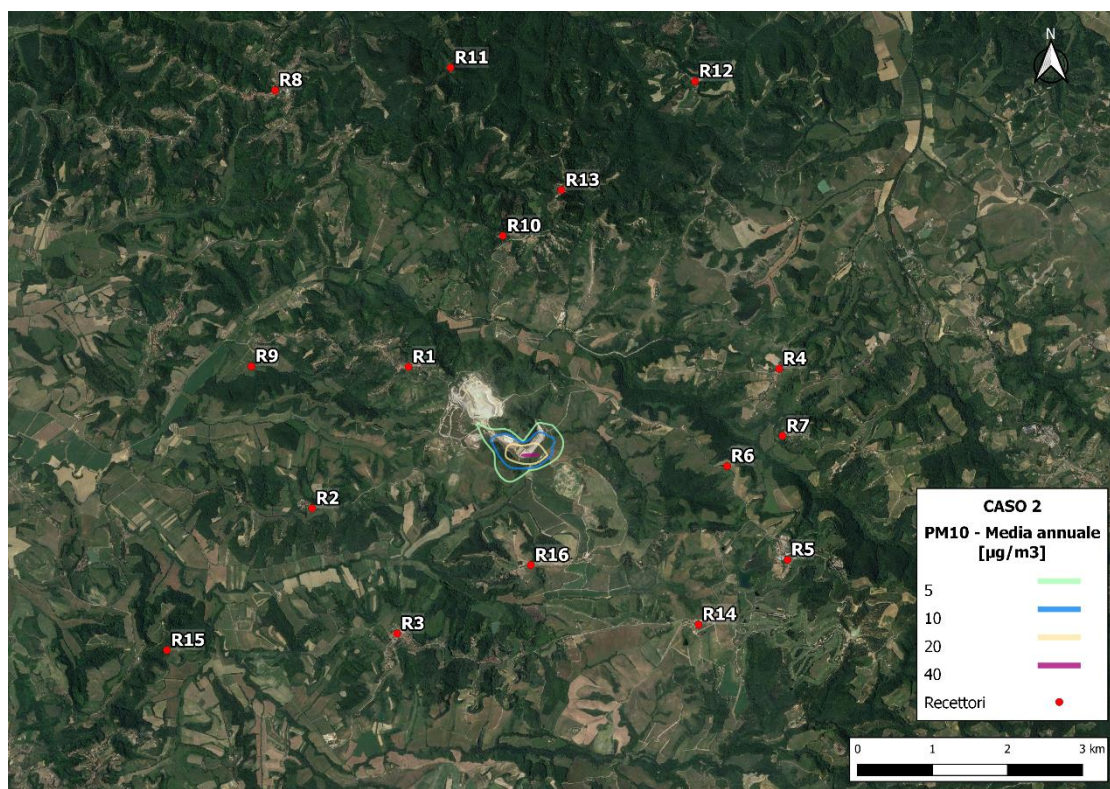 R11
R8
R12
N
R13
R10
R9
R1
R4
R7
R6
R2
R5
R16
R14
R3
R15
CASO 2
PM10 - Media annuale
[µg/m3]
5
10
20
40
Recettori
0 1 2 3 km